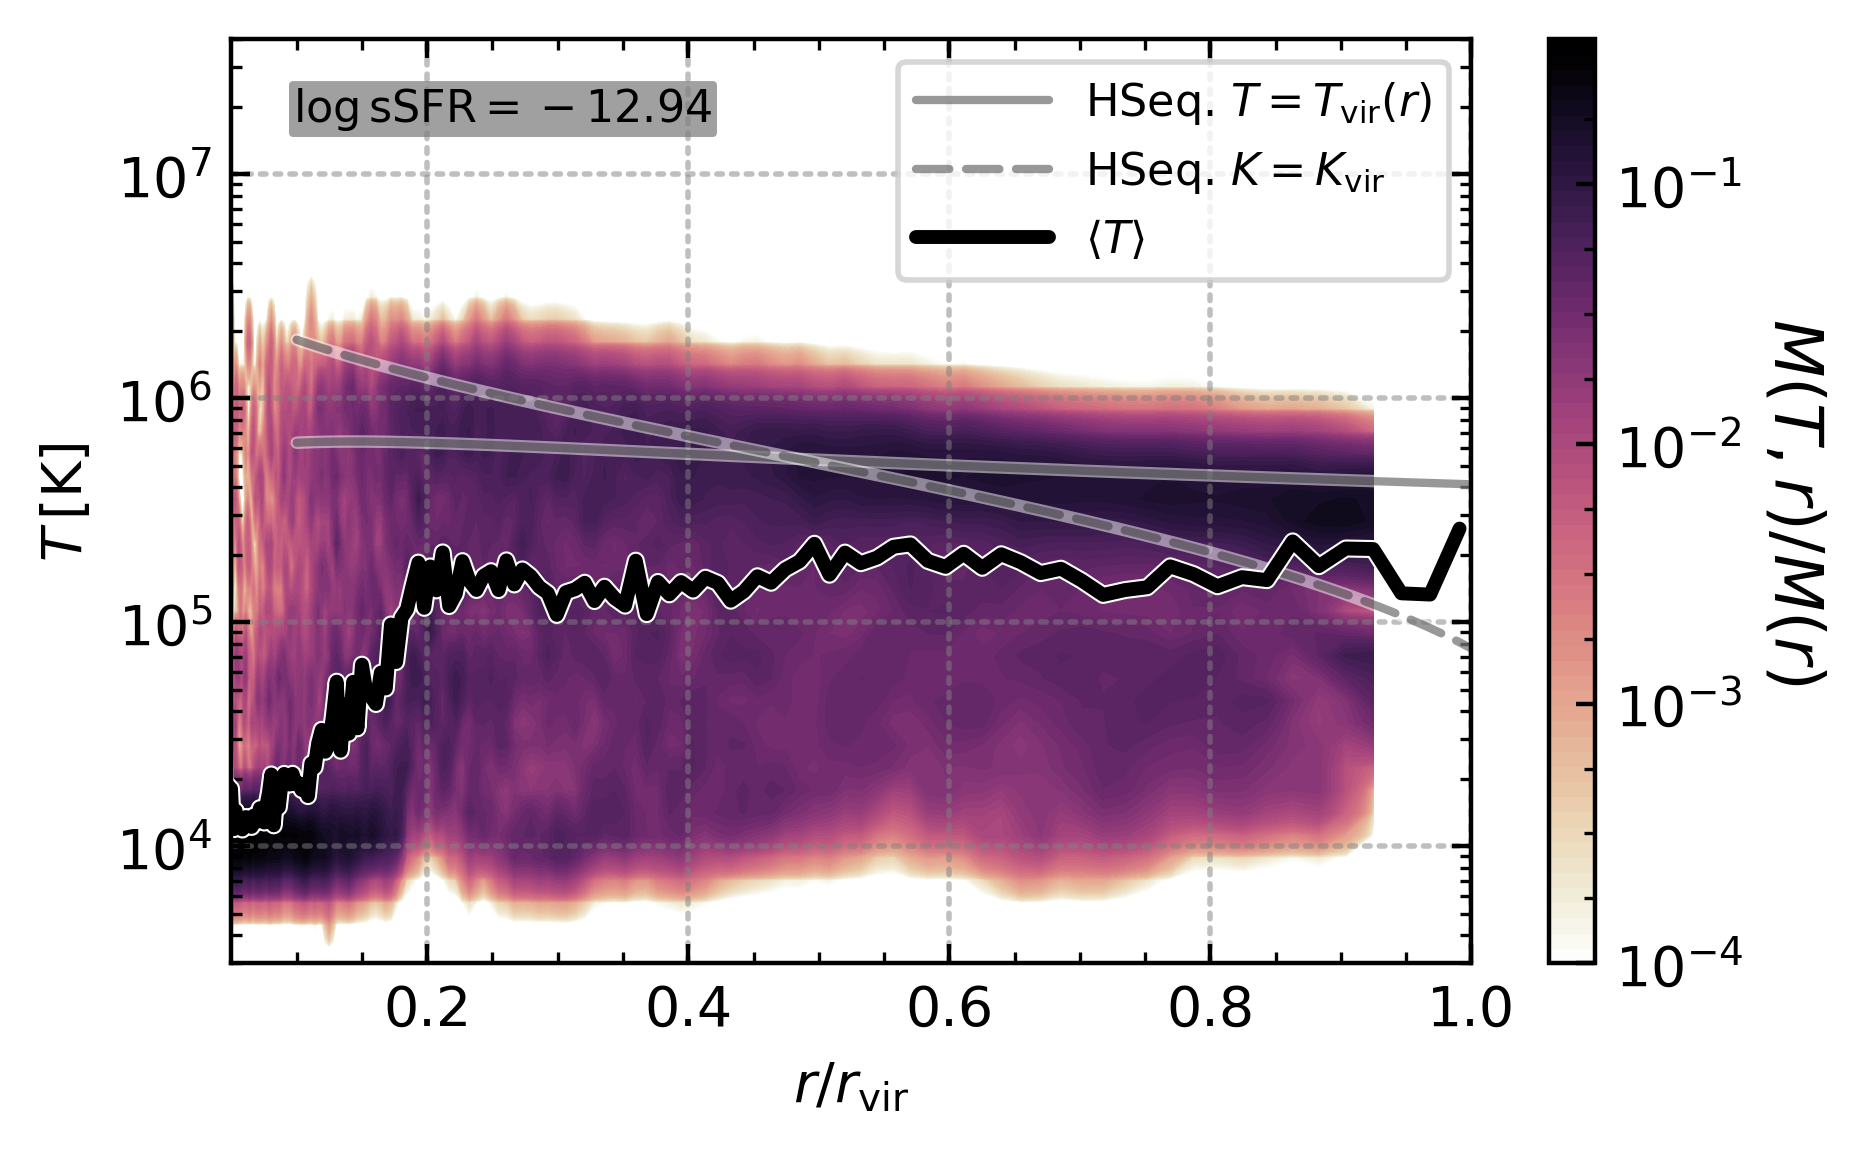 log sSFR = −12.94
HSeq. T = T_vir(r)
HSeq. K = K_vir
⟨T⟩
10^7
10^6
10^5
10^4
T [K]
0.2 0.4 0.6 0.8 1.0
r/r_vir
10^−1
10^−2
10^−3
10^−4
M(T, r)/M(r)